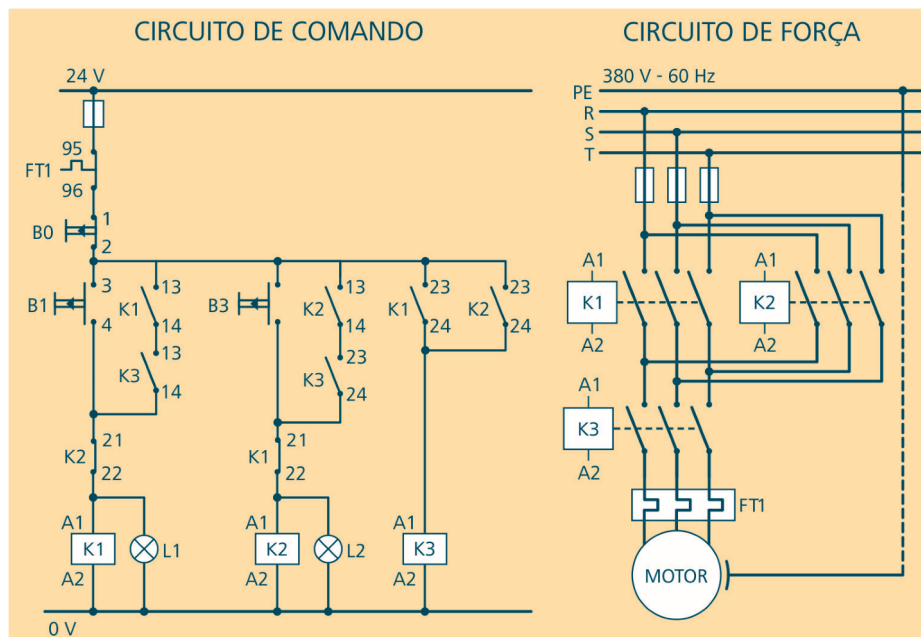 CIRCUITO DE COMANDO
24 V
95
FT1
96
1
B0
2
3
B1
4
K1
13
14
K3
13
14
B3
K2
13
14
K3
23
24
K1
23
24
K2
23
24
K2
21
22
K1
21
22
A1
K1
A2
L1
A1
K2
A2
L2
A1
K3
A2
0 V
CIRCUITO DE FORÇA
380 V - 60 Hz
PE
R
S
T
A1
K1
A2
A1
K2
A2
A1
K3
A2
FT1
MOTOR